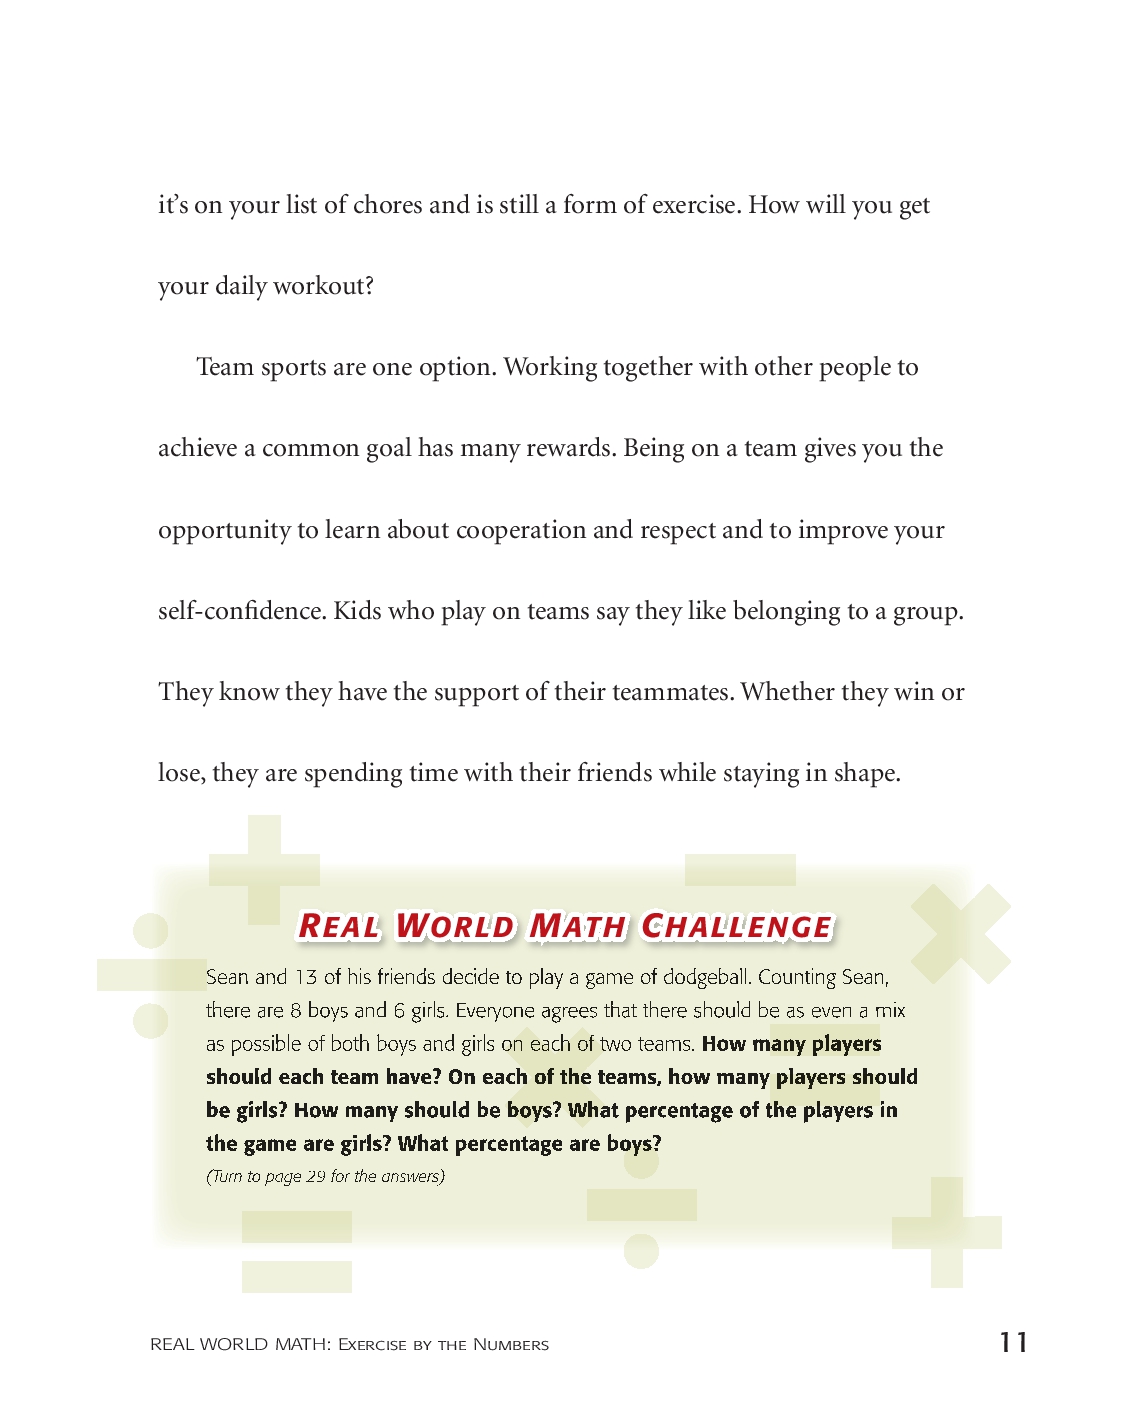 it’s on your list of chores and is still a form of exercise. How will you get
your daily workout?
Team sports are one option. Working together with other people to
achieve a common goal has many rewards. Being on a team gives you the
opportunity to learn about cooperation and respect and to improve your
self-confidence. Kids who play on teams say they like belonging to a group.
They know they have the support of their teammates. Whether they win or
lose, they are spending time with their friends while staying in shape.
REAL WORLD MATH CHALLENGE
Sean and 13 of his friends decide to play a game of dodgeball. Counting Sean,
there are 8 boys and 6 girls. Everyone agrees that there should be as even a mix
as possible of both boys and girls on each of two teams. How many players
should each team have? On each of the teams, how many players should
be girls? How many should be boys? What percentage of the players in
the game are girls? What percentage are boys?
(Turn to page 29 for the answers)
REAL WORLD MATH: EXERCISE BY THE NUMBERS
11